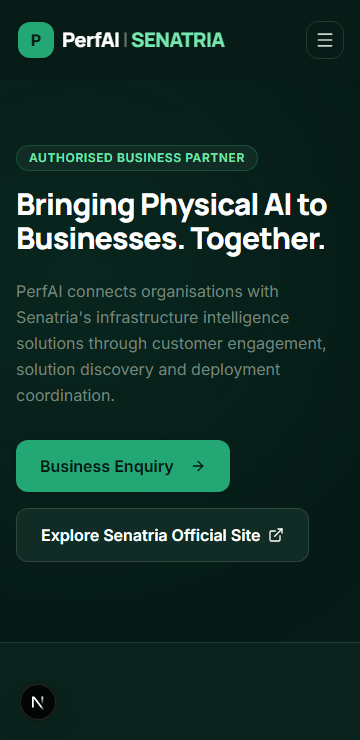 P
PerfAI | SENATRIA
AUTHORISED BUSINESS PARTNER
Bringing Physical AI to
Businesses. Together.
PerfAI connects organisations with
Senatria's infrastructure intelligence
solutions through customer engagement,
solution discovery and deployment
coordination.
Business Enquiry →
Explore Senatria Official Site
N